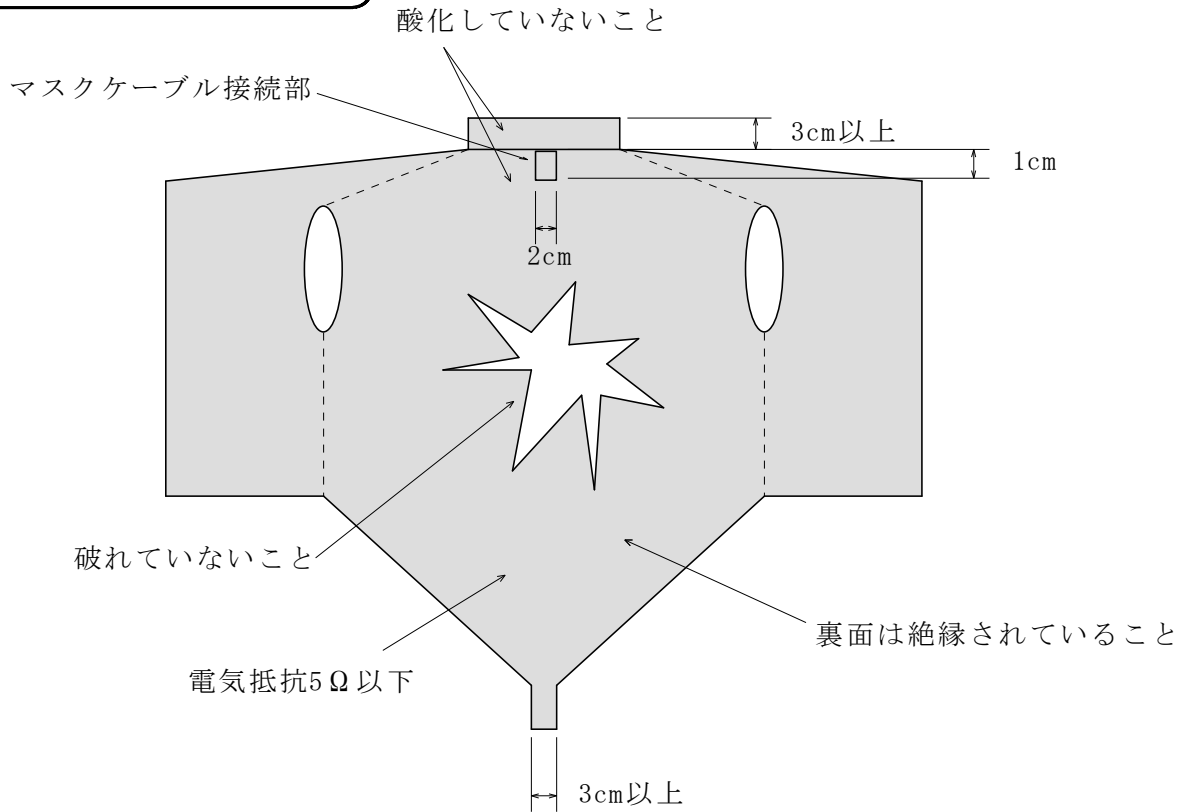 酸化していないこと
マスクケーブル接続部
3cm以上
1cm
2cm
破れていないこと
裏面は絶縁されていること
電気抵抗5Ω以下
3cm以上